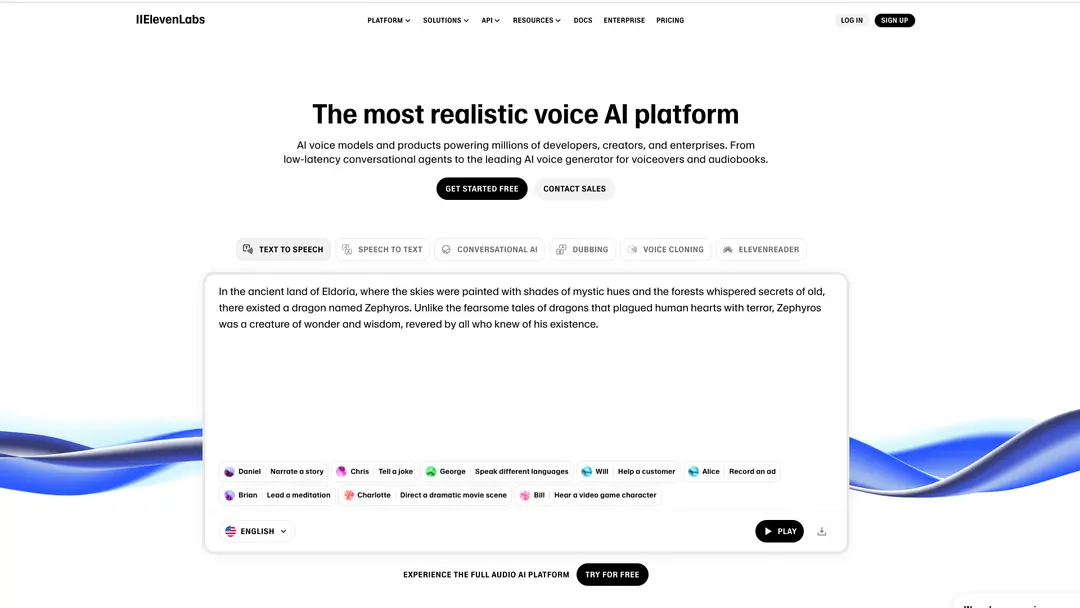 IIElevenLabs
PLATFORM SOLUTIONS API RESOURCES DOCS ENTERPRISE PRICING
LOG IN SIGN UP
The most realistic voice AI platform
AI voice models and products powering millions of developers, creators, and enterprises. From
low-latency conversational agents to the leading AI voice generator for voiceovers and audiobooks.
GET STARTED FREE CONTACT SALES
TEXT TO SPEECH SPEECH TO TEXT CONVERSATIONAL AI DUBBING VOICE CLONING ELEVENREADER
In the ancient land of Eldoria, where the skies were painted with shades of mystic hues and the forests whispered secrets of old,
there existed a dragon named Zephyros. Unlike the fearsome tales of dragons that plagued human hearts with terror, Zephyros
was a creature of wonder and wisdom, revered by all who knew of his existence.
Daniel Narrate a story Chris Tell a joke George Speak different languages Will Help a customer Alice Record an ad
Brian Lead a meditation Charlotte Direct a dramatic movie scene Bill Hear a video game character
ENGLISH PLAY
EXPERIENCE THE FULL AUDIO AI PLATFORM TRY FOR FREE